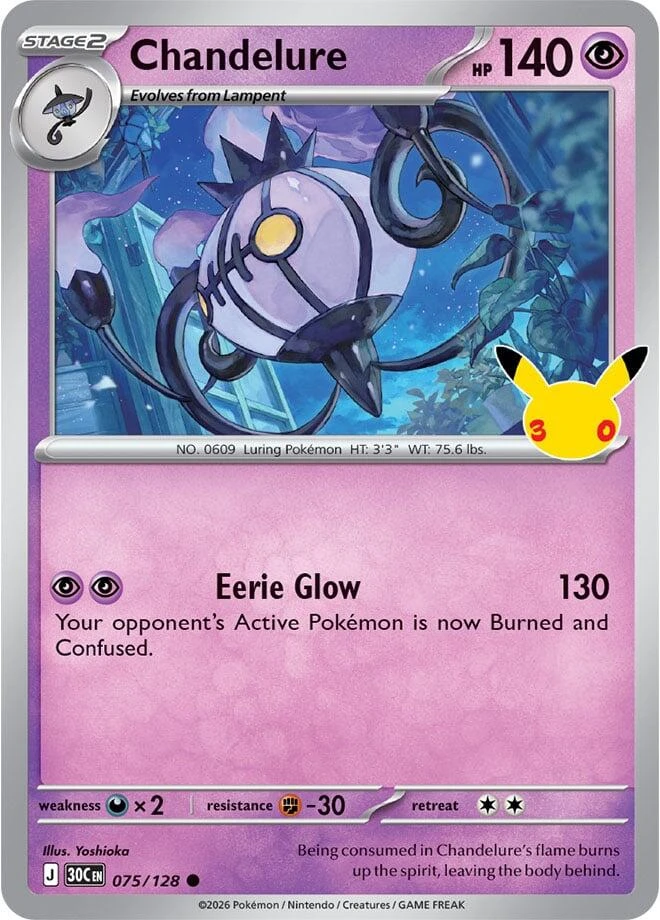 STAGE2
Chandelure
HP 140
Evolves from Lampent
30
NO. 0609 Luring Pokémon HT: 3'3" WT: 75.6 lbs.
Eerie Glow 130
Your opponent's Active Pokémon is now Burned and
Confused.
weakness ×2 resistance -30 retreat
Illus. Yoshioka
Being consumed in Chandelure's flame burns
up the spirit, leaving the body behind.
J 30C EN 075/128
©2026 Pokémon / Nintendo / Creatures / GAME FREAK